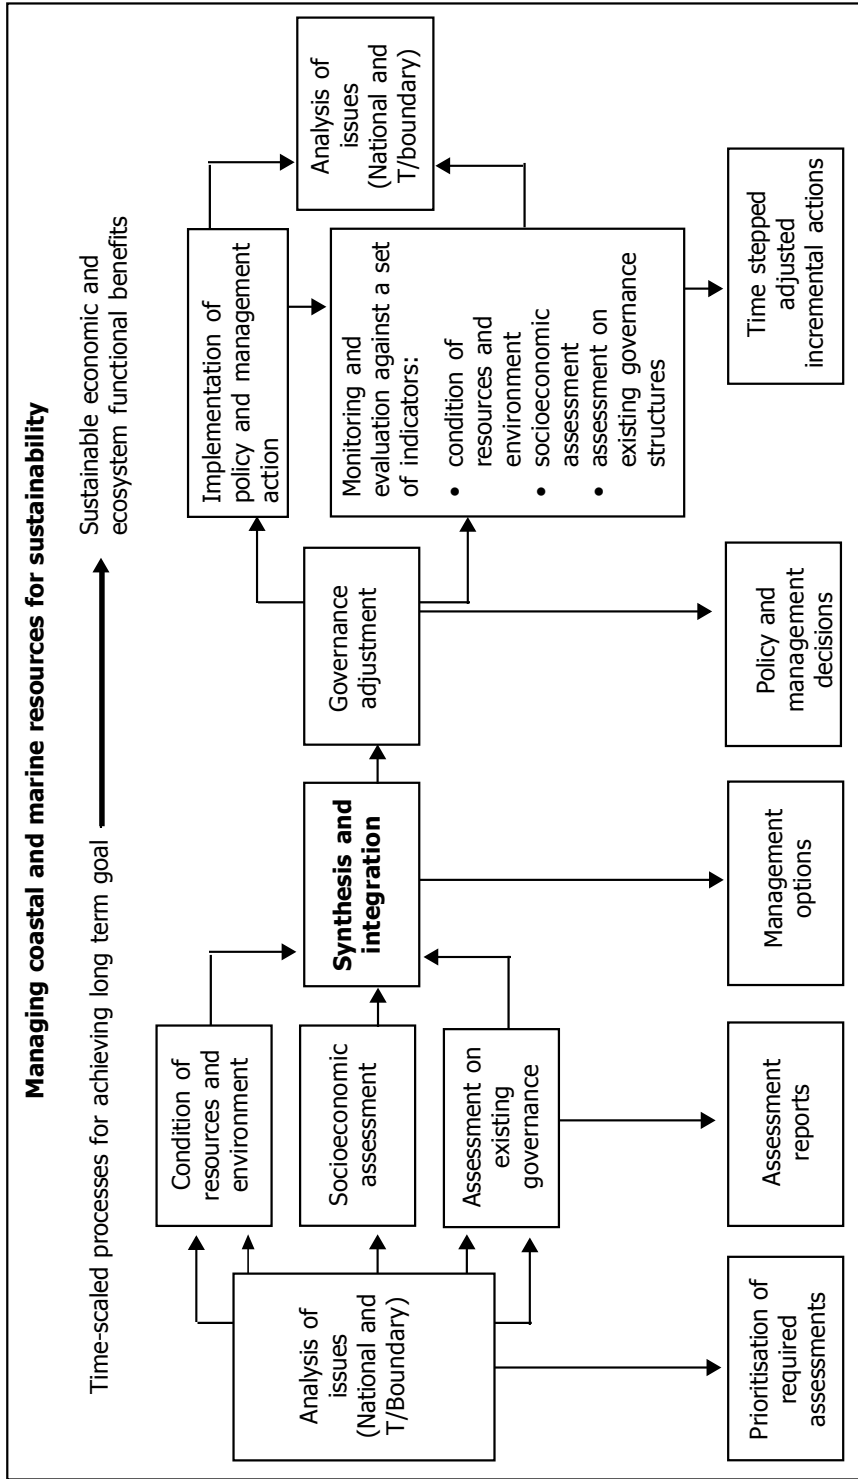 Managing coastal and marine resources for sustainability
Time-scaled processes for achieving long term goal
Sustainable economic and
ecosystem functional benefits
Analysis of
issues
(National and
T/Boundary)
Condition of
resources and
environment
Socioeconomic
assessment
Assessment on
existing
governance
Synthesis and
integration
Governance
adjustment
Implementation of
policy and management
action
Monitoring and
evaluation against a set
of indicators:
• condition of
resources and
environment
• socioeconomic
assessment
• assessment on
existing governance
structures
Analysis of
issues
(National and
T/boundary)
Prioritisation of
required
assessments
Assessment
reports
Management
options
Policy and
management
decisions
Time stepped
adjusted
incremental actions